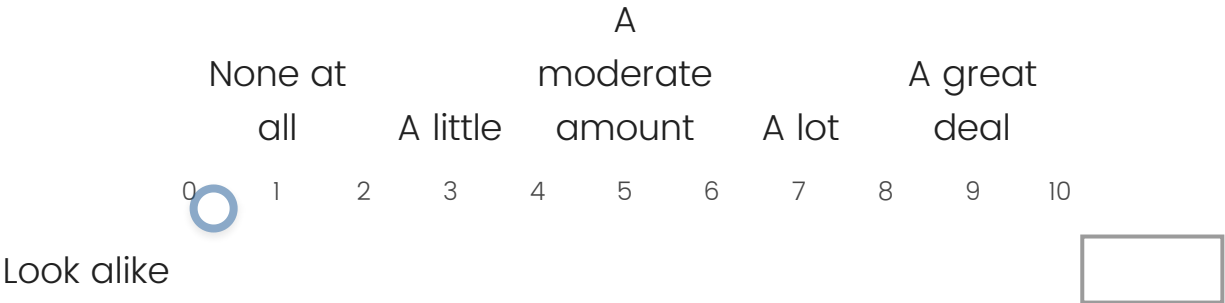 A
None at moderate A great
all A little amount A lot deal
0 1 2 3 4 5 6 7 8 9 10
Look alike